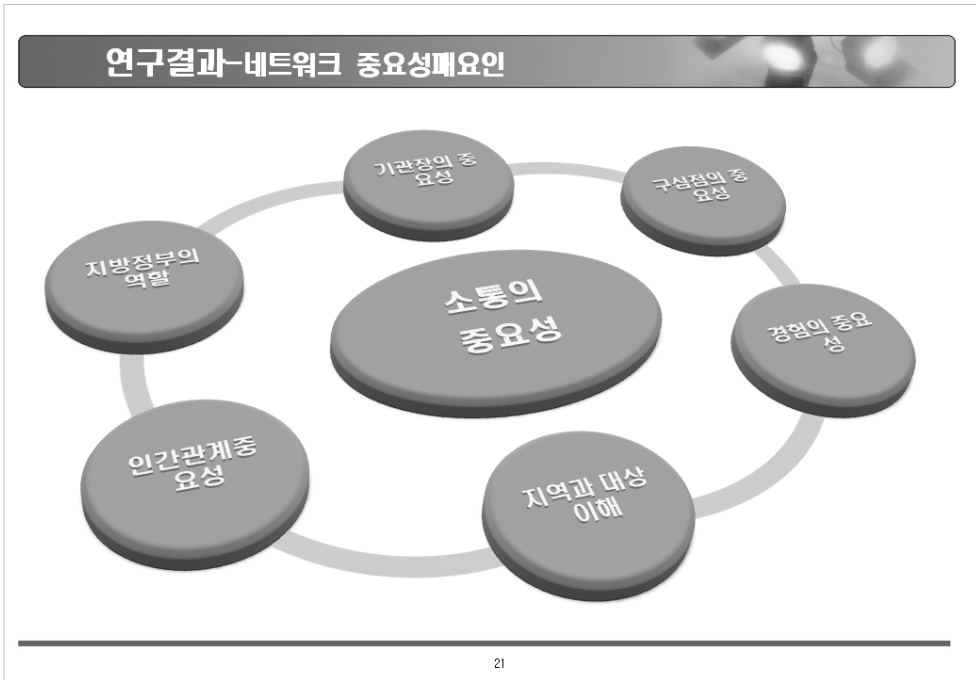 연구결과-네트워크 중요성패요인
기관장의 중
요성
구심점의 중
요성
지방정부의
역할
소통의
중요성
경험의 중요
성
인간관계중
요성
지역과 대상
이해
21